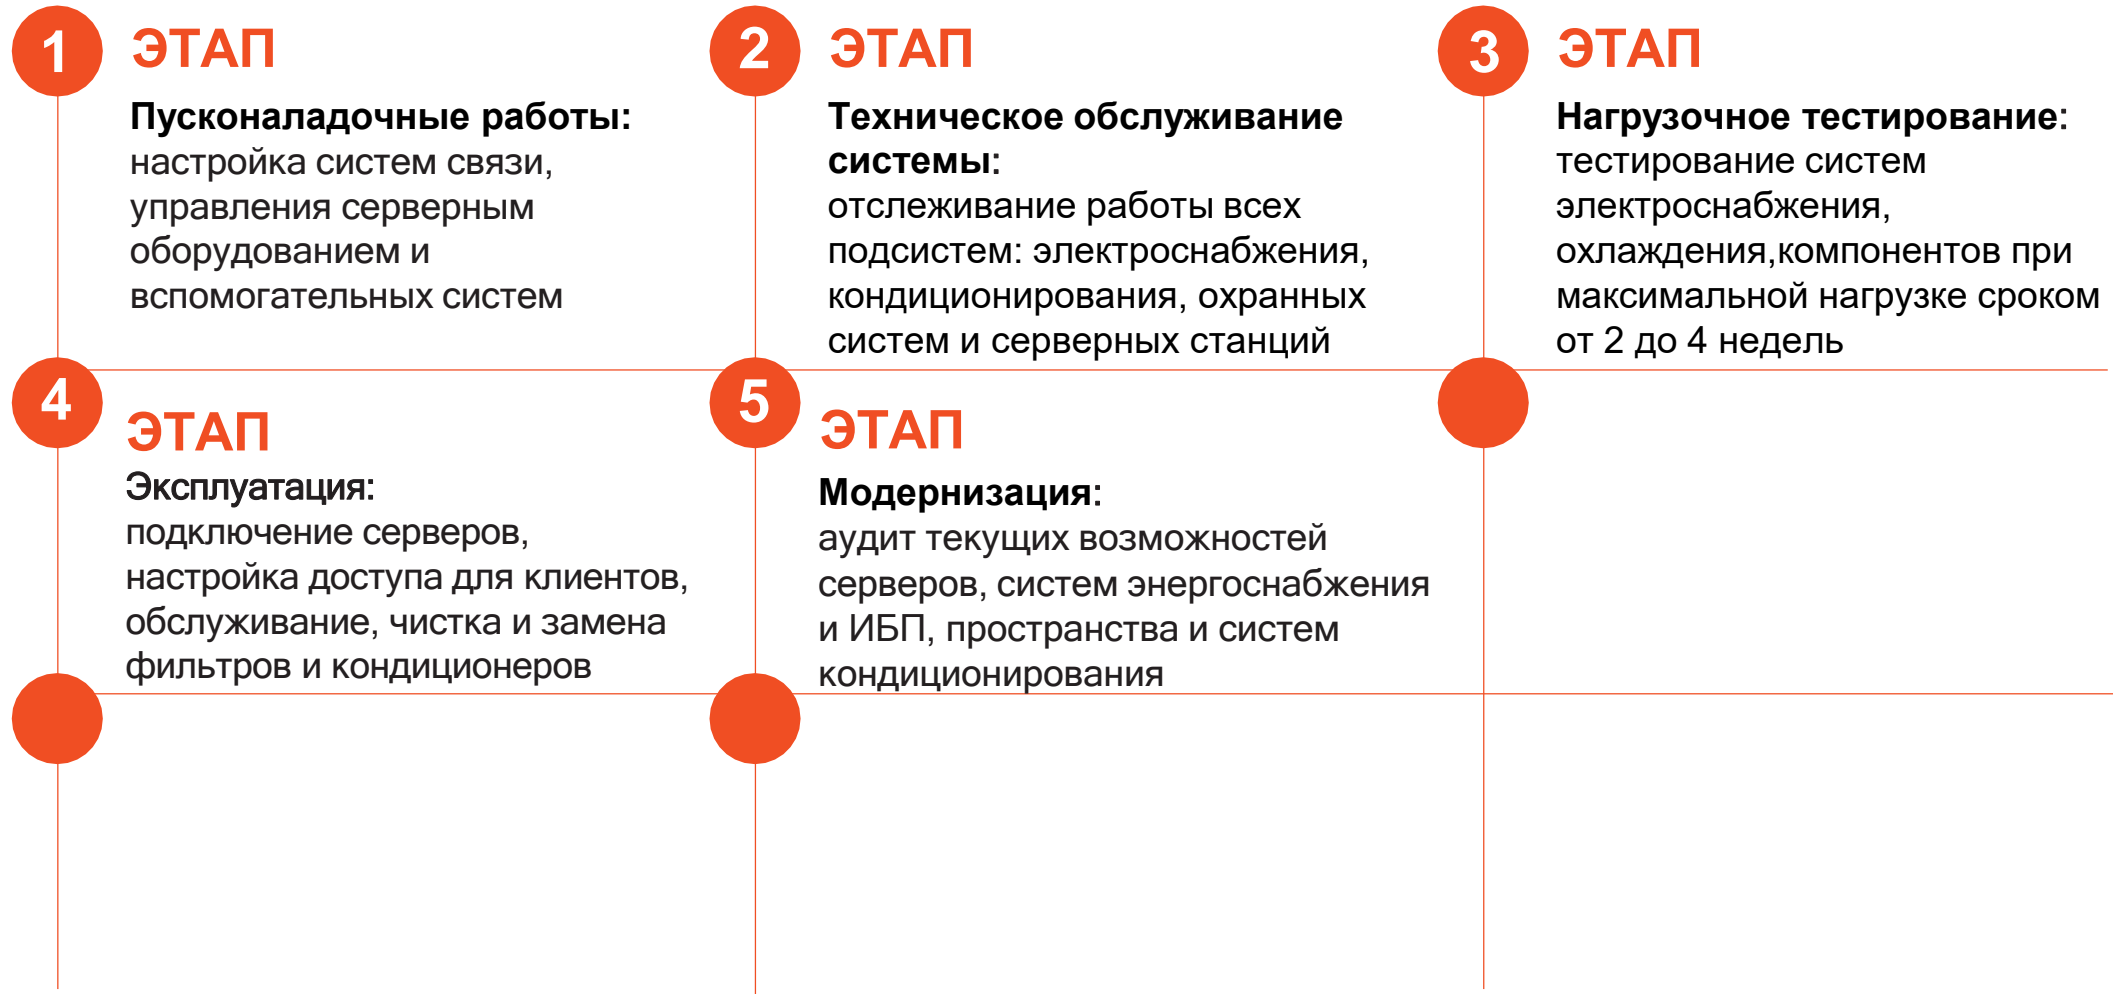 1 ЭТАП
Пусконаладочные работы:
настройка систем связи,
управления серверным
оборудованием и
вспомогательных систем
2 ЭТАП
Техническое обслуживание
системы:
отслеживание работы всех
подсистем: электроснабжения,
кондиционирования, охранных
систем и серверных станций
3 ЭТАП
Нагрузочное тестирование:
тестирование систем
электроснабжения,
охлаждения,компонентов при
максимальной нагрузке сроком
от 2 до 4 недель
4 ЭТАП
Эксплуатация:
подключение серверов,
настройка доступа для клиентов,
обслуживание, чистка и замена
фильтров и кондиционеров
5 ЭТАП
Модернизация:
аудит текущих возможностей
серверов, систем энергоснабжения
и ИБП, пространства и систем
кондиционирования